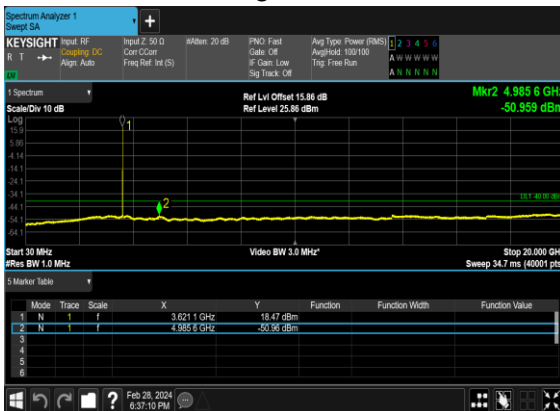 Spectrum Analyzer 1
Swept SA
KEYSIGHT Input: RF Input Z: 50 Ω #Atten: 20 dB PNO: Fast Avg Type: Power (RMS) 1 2 3 4 5 6
R T Coupling: DC Corr CCorr Gate: Off Avg|Hold: 100/100 A W W W W W
Align: Auto Freq Ref: Int (S) IF Gain: Low Trig: Free Run
Sig Track: Off A N N N N N
1 Spectrum Ref Lvl Offset 15.86 dB Mkr2 4.985 6 GHz
Scale/Div 10 dB Ref Level 25.86 dBm -50.959 dBm
Log
15.9
5.86
-4.14
-14.1
-24.1
-34.1
-44.1
-54.1
-64.1
1
2
DL1 -40.00 dBm
Start 30 MHz Video BW 3.0 MHz* Stop 20.000 GH
#Res BW 1.0 MHz Sweep 34.7 ms (40001 pts
5 Marker Table
Mode Trace Scale X Y Function Function Width Function Value
1 N 1 f 3.621 1 GHz 18.47 dBm
2 N 1 f 4.985 6 GHz -50.96 dBm
3
4
5
6
? Feb 28, 2024
6:37:10 PM